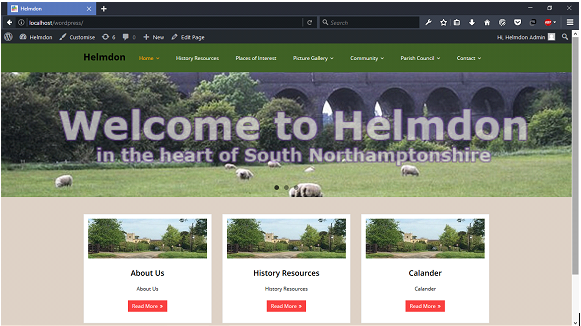 Helmdon
localhost/wordpress/
Search
Helmdon Customise 6 0 New Edit Page Hi, Helmdon Admin
Helmdon Home History Resources Places of Interest Picture Gallery Community Parish Council Contact
Welcome to Helmdon
in the heart of South Northamptonshire
About Us History Resources Calander
About Us History Resources Calander
Read More » Read More » Read More »